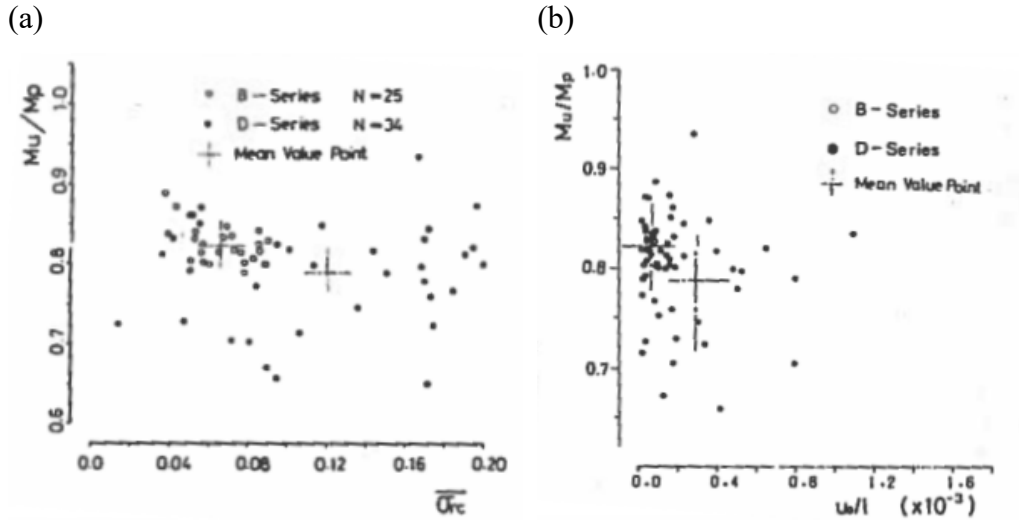 (a)
(b)
Mu/Mp
1.0
0.9
0.8
0.7
0.6
B-Series N=25
D-Series N=34
Mean Value Point
0.0 0.04 0.08 0.12 0.16 0.20
σrc
Mu/Mp
1.0
0.9
0.8
0.7
B-Series
D-Series
Mean Value Point
0.0 0.4 0.8 1.2 1.6
u₀/l (x10⁻³)